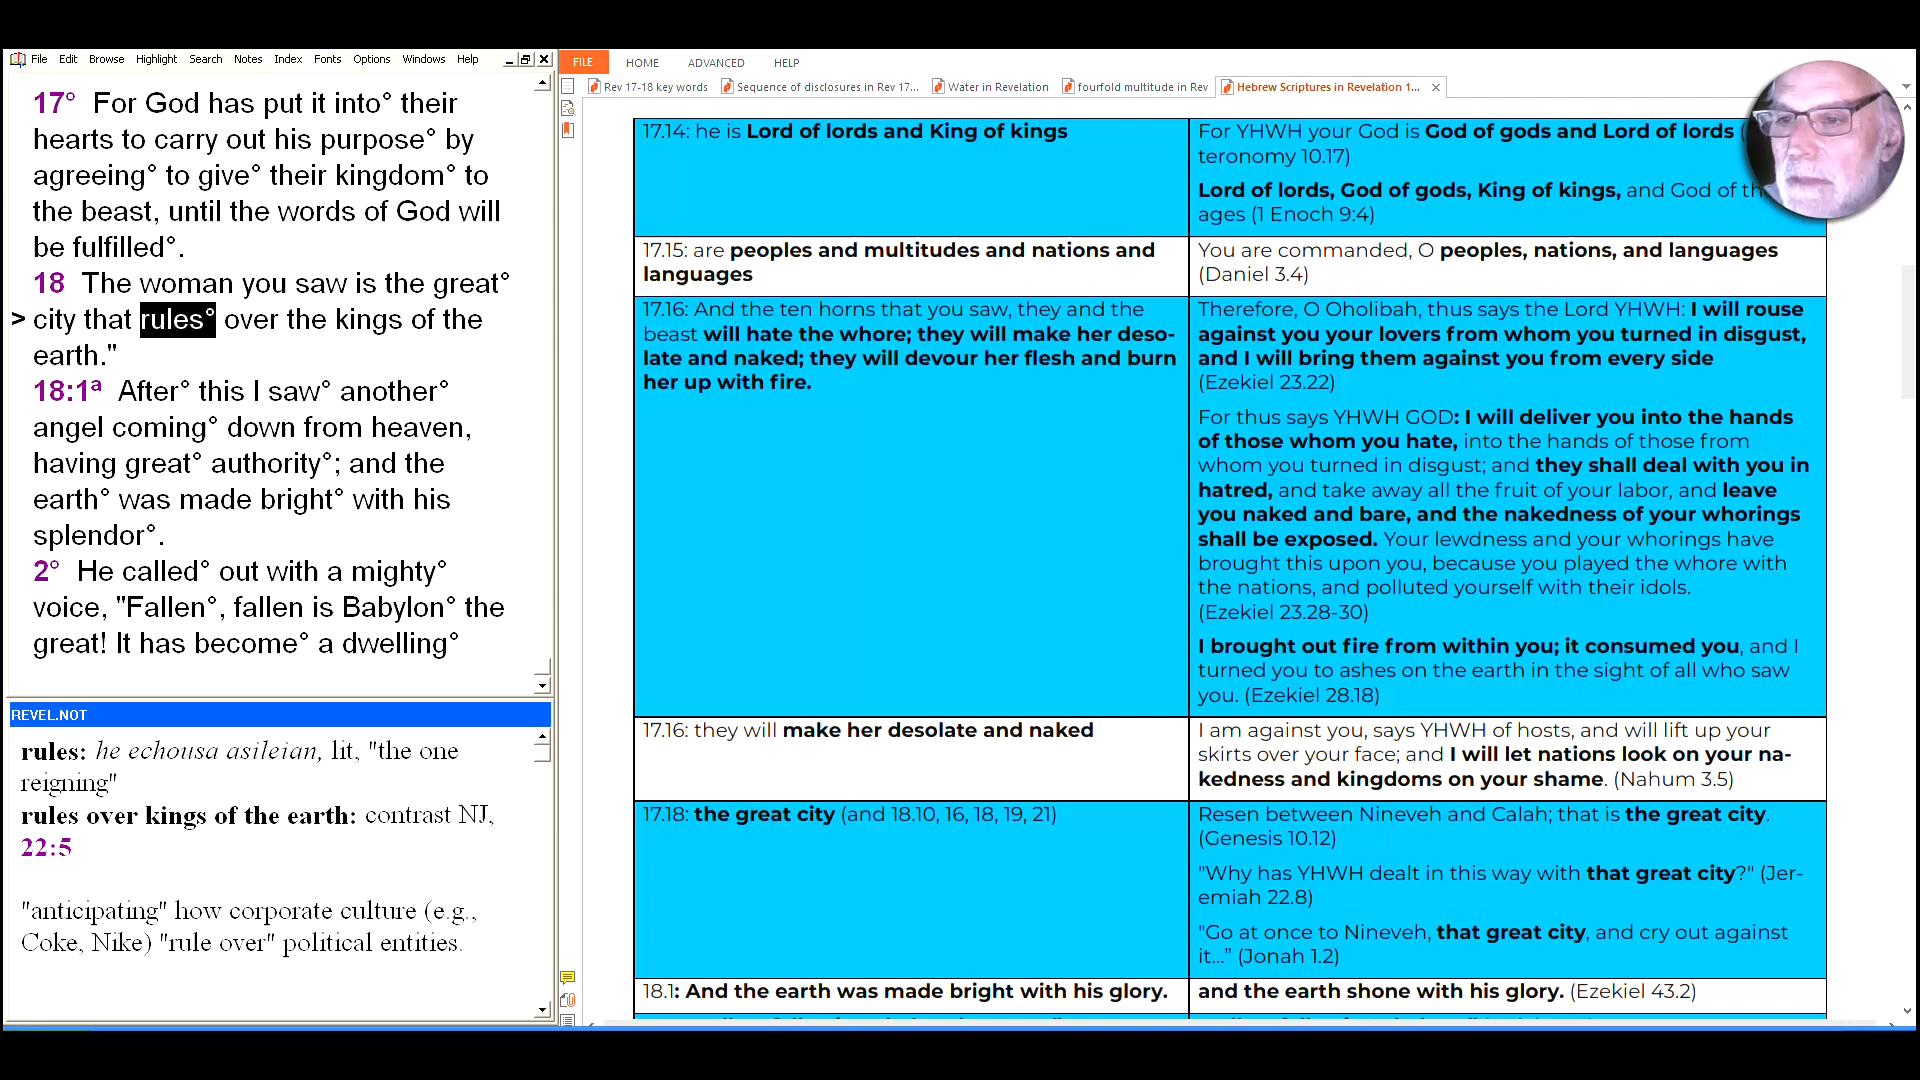 File Edit Browse Highlight Search Notes Index Fonts Options Windows Help
17° For God has put it into° their
hearts to carry out his purpose° by
agreeing° to give° their kingdom° to
the beast, until the words of God will
be fulfilled°.
18 The woman you saw is the great°
> city that rules° over the kings of the
earth."
18:1ª After° this I saw° another°
angel coming° down from heaven,
having great° authority°; and the
earth° was made bright° with his
splendor°.
2° He called° out with a mighty°
voice, "Fallen°, fallen is Babylon° the
great! It has become° a dwelling°
REVEL.NOT
rules: he echousa asileian, lit, "the one
reigning"
rules over kings of the earth: contrast NJ,
22:5
"anticipating" how corporate culture (e.g.,
Coke, Nike) "rule over" political entities.
FILE HOME ADVANCED HELP
Rev 17-18 key words Sequence of disclosures in Rev 17... Water in Revelation fourfold multitude in Rev Hebrew Scriptures in Revelation 1...
17.14: he is Lord of lords and King of kings
For YHWH your God is God of gods and Lord of lords
teronomy 10.17)
Lord of lords, God of gods, King of kings, and God of
ages (1 Enoch 9:4)
17.15: are peoples and multitudes and nations and
languages
You are commanded, O peoples, nations, and languages
(Daniel 3.4)
17.16: And the ten horns that you saw, they and the
beast will hate the whore; they will make her deso-
late and naked; they will devour her flesh and burn
her up with fire.
Therefore, O Oholibah, thus says the Lord YHWH: I will rouse
against you your lovers from whom you turned in disgust,
and I will bring them against you from every side
(Ezekiel 23.22)
For thus says YHWH GOD: I will deliver you into the hands
of those whom you hate, into the hands of those from
whom you turned in disgust; and they shall deal with you in
hatred, and take away all the fruit of your labor, and leave
you naked and bare, and the nakedness of your whorings
shall be exposed. Your lewdness and your whorings have
brought this upon you, because you played the whore with
the nations, and polluted yourself with their idols.
(Ezekiel 23.28-30)
I brought out fire from within you; it consumed you, and I
turned you to ashes on the earth in the sight of all who saw
you. (Ezekiel 28.18)
17.16: they will make her desolate and naked
I am against you, says YHWH of hosts, and will lift up your
skirts over your face; and I will let nations look on your na-
kedness and kingdoms on your shame. (Nahum 3.5)
17.18: the great city (and 18.10, 16, 18, 19, 21)
Resen between Nineveh and Calah; that is the great city.
(Genesis 10.12)
"Why has YHWH dealt in this way with that great city?" (Jer-
emiah 22.8)
"Go at once to Nineveh, that great city, and cry out against
it..." (Jonah 1.2)
18.1: And the earth was made bright with his glory.
and the earth shone with his glory. (Ezekiel 43.2)